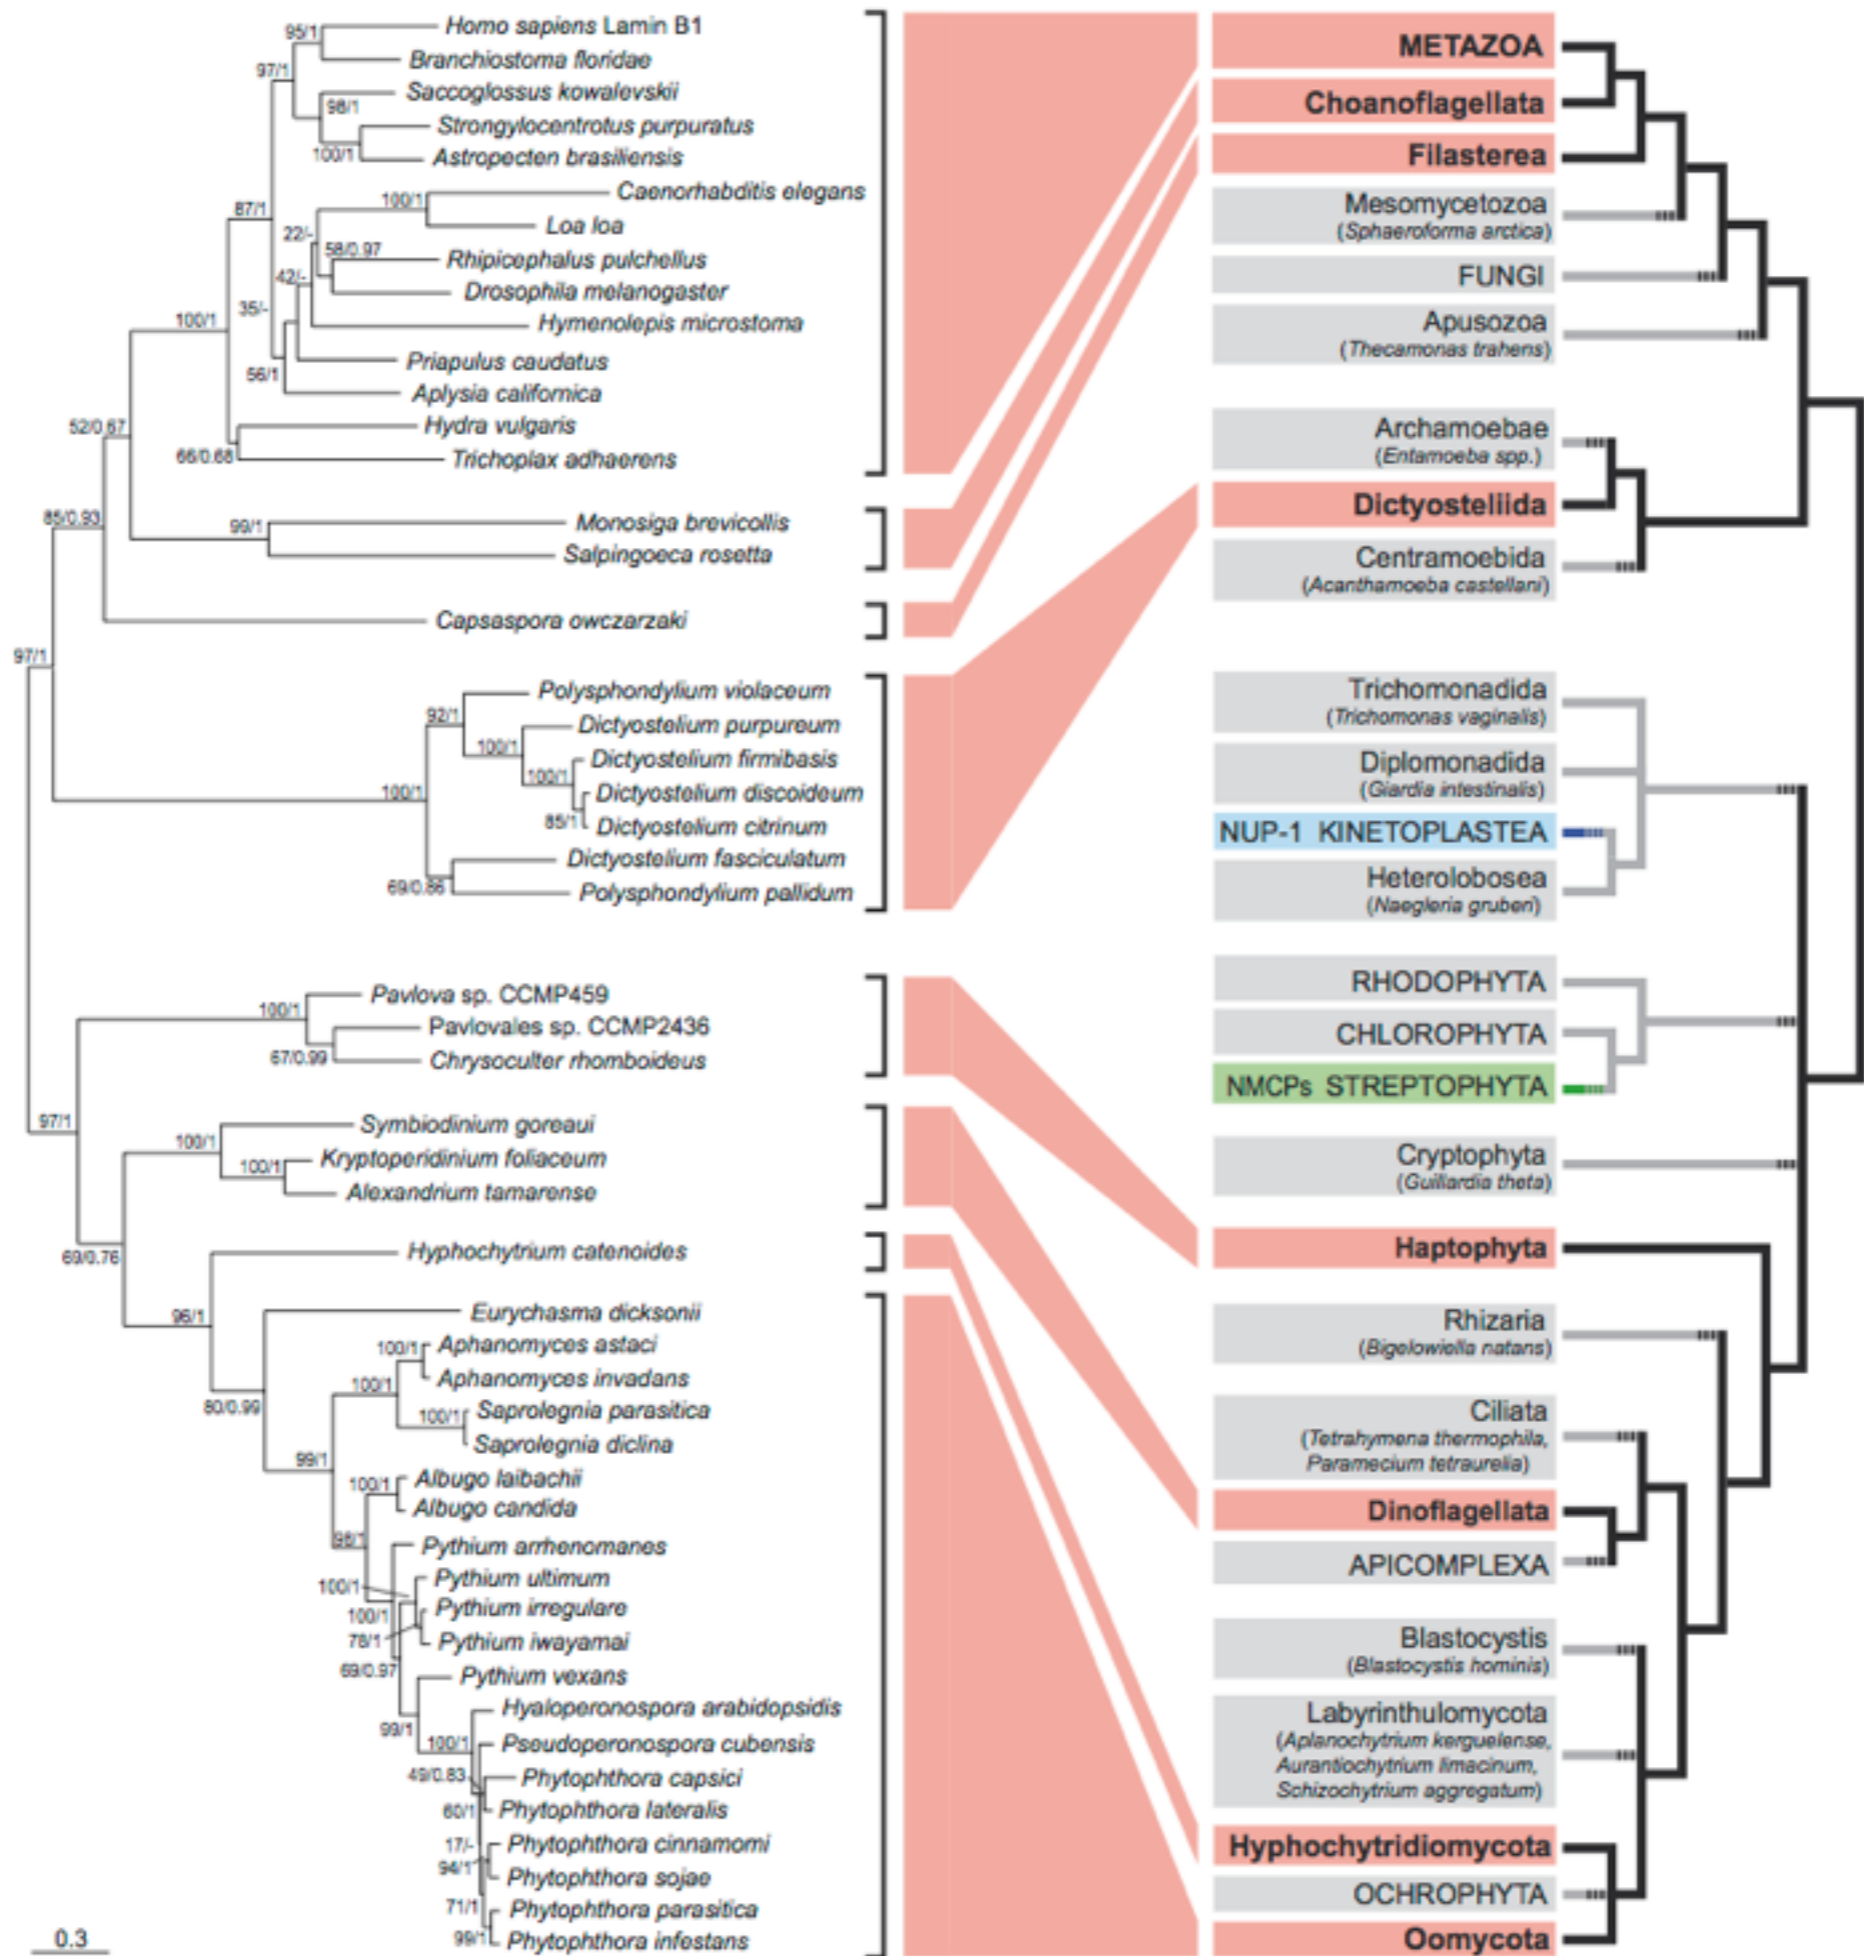 Homo sapiens Lamin B1
95/1
Branchiostoma floridae
97/1
Saccoglossus kowalevskii
98/1
Strongylocentrotus purpuratus
100/1
Astropecten brasiliensis
Caenorhabditis elegans
100/1
87/1
Loa loa
22/-
58/0.97
Rhipicephalus pulchellus
42/-
Drosophila melanogaster
35/-
100/1
Hymenolepis microstoma
Priapulus caudatus
56/1
Aplysia californica
52/0.67
Hydra vulgaris
66/0.68
Trichoplax adhaerens
85/0.93
99/1
Monosiga brevicollis
Salpingoeca rosetta
Capsaspora owczarzaki
97/1
Polysphondylium violaceum
92/1
Dictyostelium purpureum
100/1
Dictyostelium firmibasis
100/1
100/1
Dictyostelium discoideum
85/1
Dictyostelium citrinum
Dictyostelium fasciculatum
69/0.86
Polysphondylium pallidum
Pavlova sp. CCMP459
100/1
Pavlovales sp. CCMP2436
67/0.99
Chrysoculter rhomboideus
97/1
Symbiodinium goreaui
100/1
Kryptoperidinium foliaceum
100/1
Alexandrium tamarense
69/0.76
Hyphochytrium catenoides
96/1
Eurychasma dicksonii
100/1
Aphanomyces astaci
Aphanomyces invadans
100/1
80/0.99
100/1
Saprolegnia parasitica
Saprolegnia diclina
99/1
100/1
Albugo laibachii
Albugo candida
98/1
Pythium arrhenomanes
100/1
Pythium ultimum
100/1
Pythium irregulare
78/1
Pythium iwayamai
69/0.97
Pythium vexans
99/1
Hyaloperonospora arabidopsidis
100/1
Pseudoperonospora cubensis
49/0.83
Phytophthora capsici
60/1
Phytophthora lateralis
17/-
Phytophthora cinnamomi
94/1
Phytophthora sojae
71/1
Phytophthora parasitica
99/1
Phytophthora infestans
0.3
METAZOA
Choanoflagellata
Filasterea
Mesomycetozoa
(Sphaeroforma arctica)
FUNGI
Apusozoa
(Thecamonas trahens)
Archamoebae
(Entamoeba spp.)
Dictyosteliida
Centramoebida
(Acanthamoeba castellani)
Trichomonadida
(Trichomonas vaginalis)
Diplomonadida
(Giardia intestinalis)
NUP-1 KINETOPLASTEA
Heterolobosea
(Naegleria gruberi)
RHODOPHYTA
CHLOROPHYTA
NMCPs STREPTOPHYTA
Cryptophyta
(Guillardia theta)
Haptophyta
Rhizaria
(Bigelowiella natans)
Ciliata
(Tetrahymena thermophila,
Paramecium tetraurelia)
Dinoflagellata
APICOMPLEXA
Blastocystis
(Blastocystis hominis)
Labyrinthulomycota
(Aplanochytrium kerguelense,
Aurantiochytrium limacinum,
Schizochytrium aggregatum)
Hyphochytridiomycota
OCHROPHYTA
Oomycota